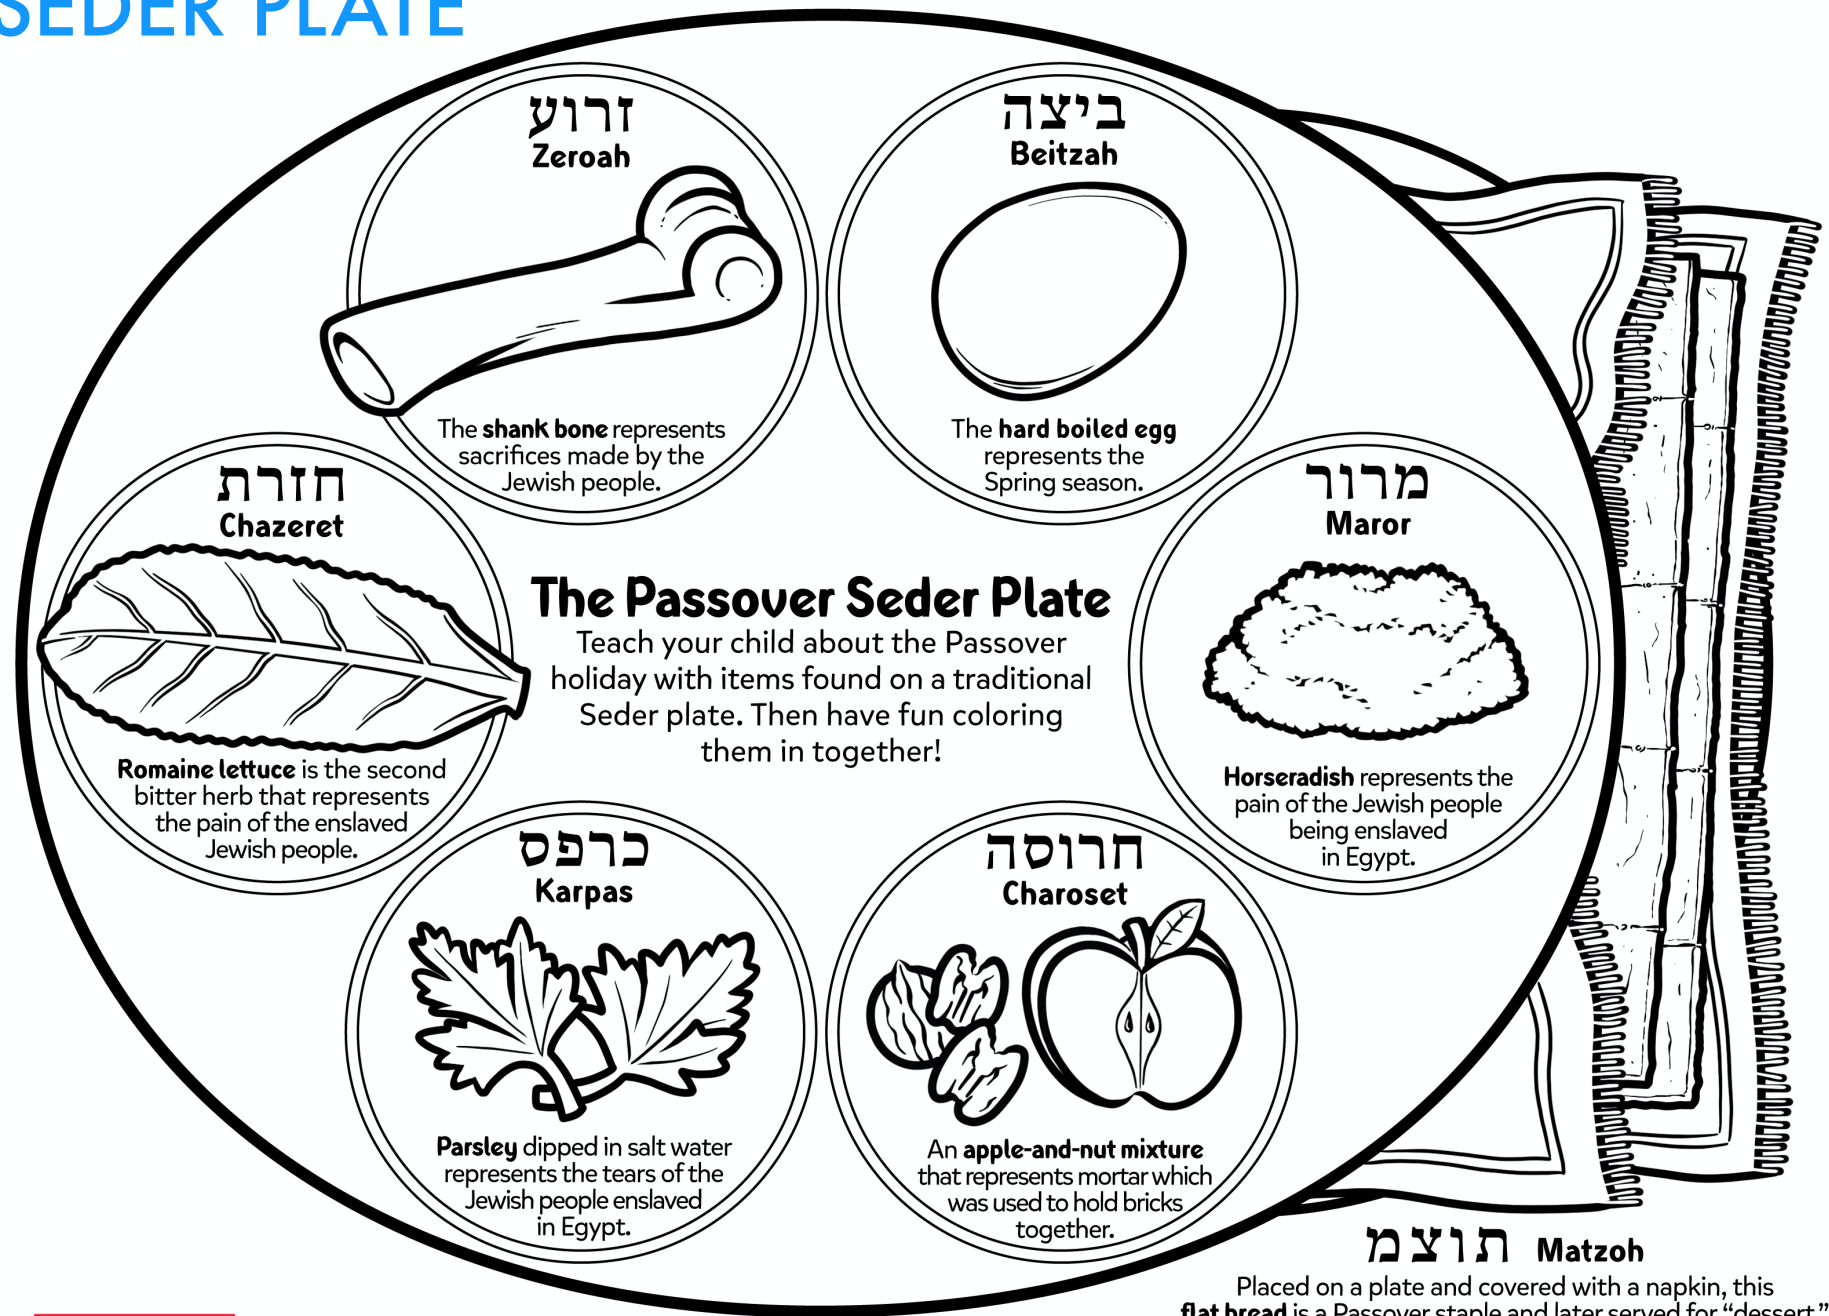 SEDER PLATE
זרוע
Zeroah
The shank bone represents
sacrifices made by the
Jewish people.
ביצה
Beitzah
The hard boiled egg
represents the
Spring season.
חזרת
Chazeret
Romaine lettuce is the second
bitter herb that represents
the pain of the enslaved
Jewish people.
The Passover Seder Plate
Teach your child about the Passover
holiday with items found on a traditional
Seder plate. Then have fun coloring
them in together!
מרור
Maror
Horseradish represents the
pain of the Jewish people
being enslaved
in Egypt.
כרפס
Karpas
Parsley dipped in salt water
represents the tears of the
Jewish people enslaved
in Egypt.
חרוסה
Charoset
An apple-and-nut mixture
that represents mortar which
was used to hold bricks
together.
תוצמ Matzoh
Placed on a plate and covered with a napkin, this
flat bread is a Passover staple and later served for “dessert.”